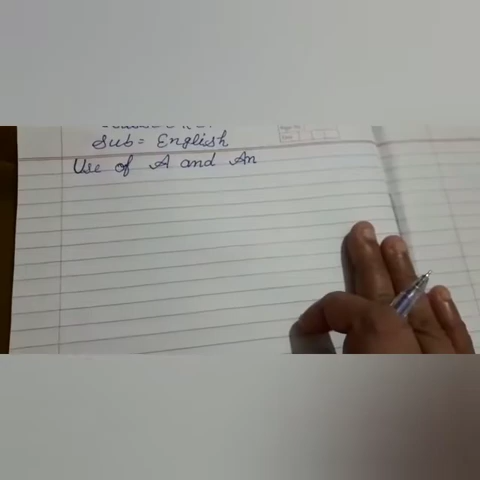 Sub = English
Use of A and An